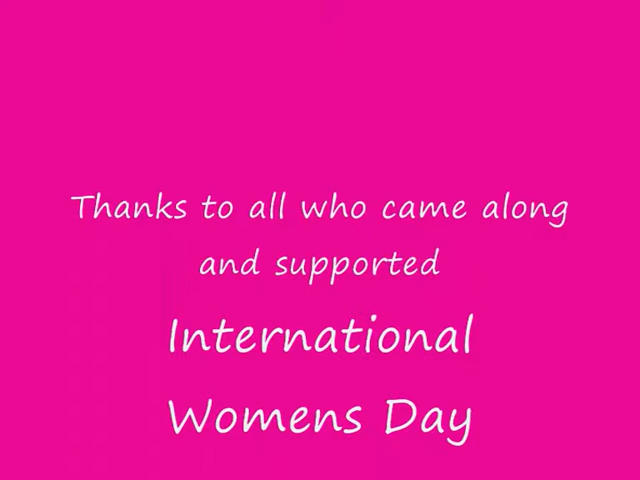 Thanks to all who came along
and supported
International
Womens Day